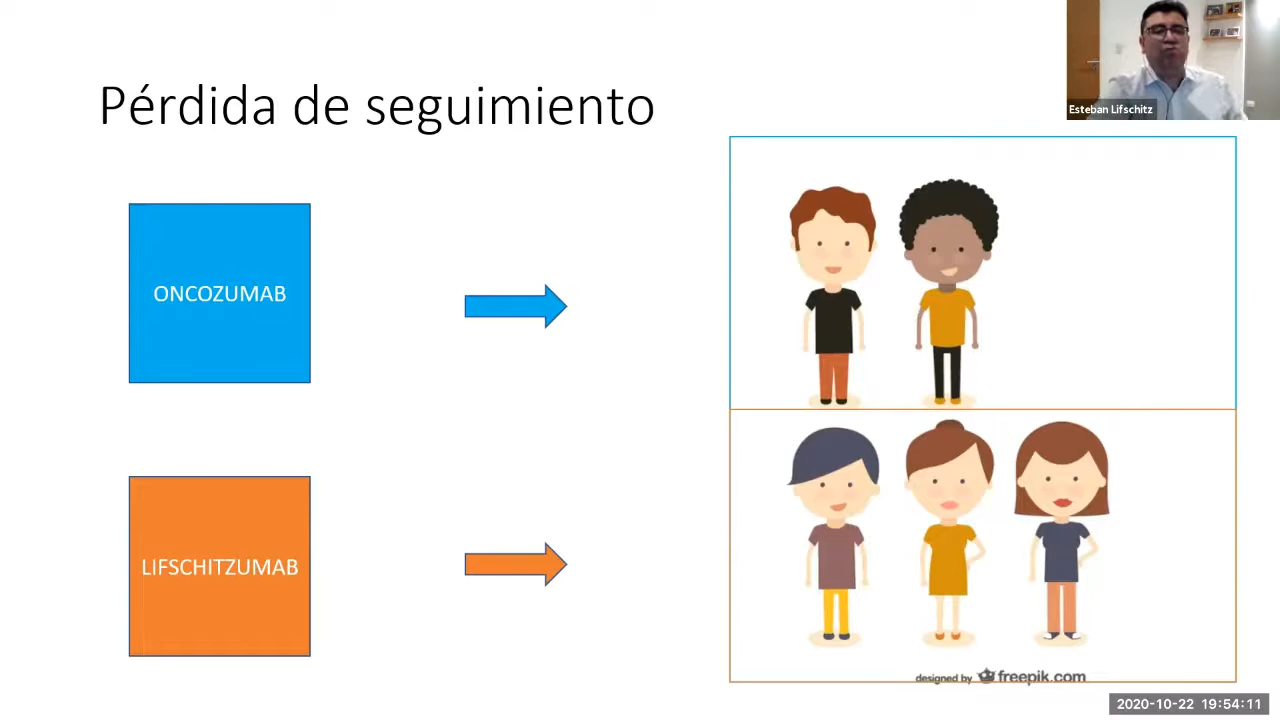 Pérdida de seguimiento
Esteban Lifschitz
ONCOZUMAB
LIFSCHITZUMAB
designed by freepik.com
2020-10-22 19:54:11